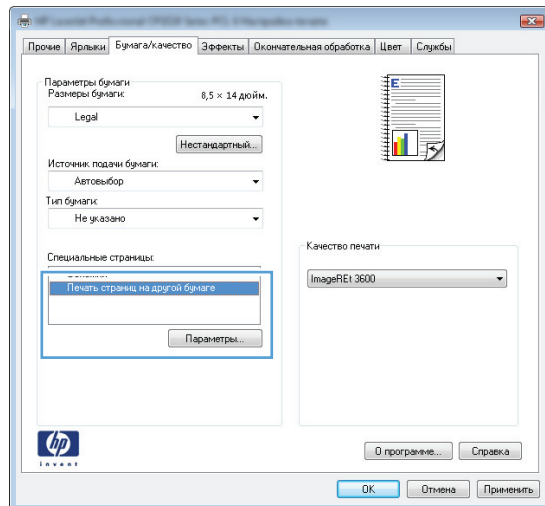 Прочие Ярлыки Бумага/качество Эффекты Окончательная обработка Цвет Службы
Параметры бумаги
Размеры бумаги: 8,5 × 14 дюйм.
Legal
Нестандартный...
Источник подачи бумаги:
Автовыбор
Тип бумаги:
Не указано
Специальные страницы:
Печать страниц на другой бумаге
Параметры...
E
Качество печати
ImageREt 3600
hp
invent
О программе... Справка
OK Отмена Применить